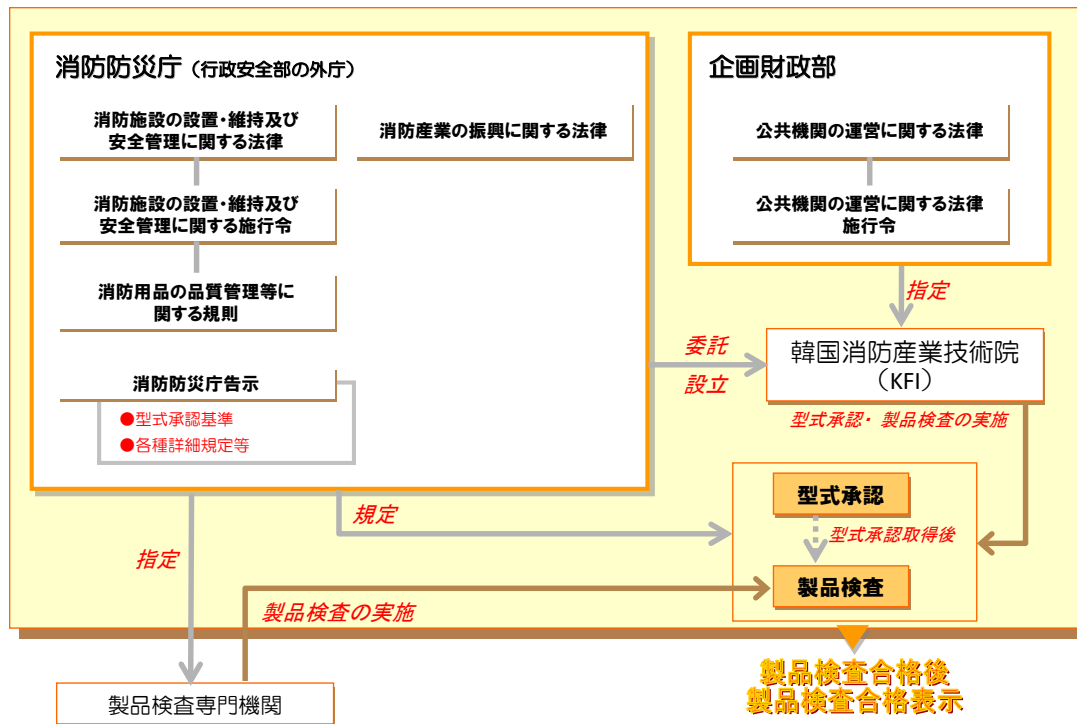 消防防災庁（行政安全部の外庁）
消防施設の設置・維持及び
安全管理に関する法律
消防産業の振興に関する法律
消防施設の設置・維持及び
安全管理に関する施行令
消防用品の品質管理等に
関する規則
消防防災庁告示
●型式承認基準
●各種詳細規定等
企画財政部
公共機関の運営に関する法律
公共機関の運営に関する法律
施行令
指定
委託
設立
韓国消防産業技術院
（KFI）
型式承認・ 製品検査の実施
規定
型式承認
型式承認取得後
製品検査
指定
製品検査の実施
製品検査専門機関
製品検査合格後
製品検査合格表示